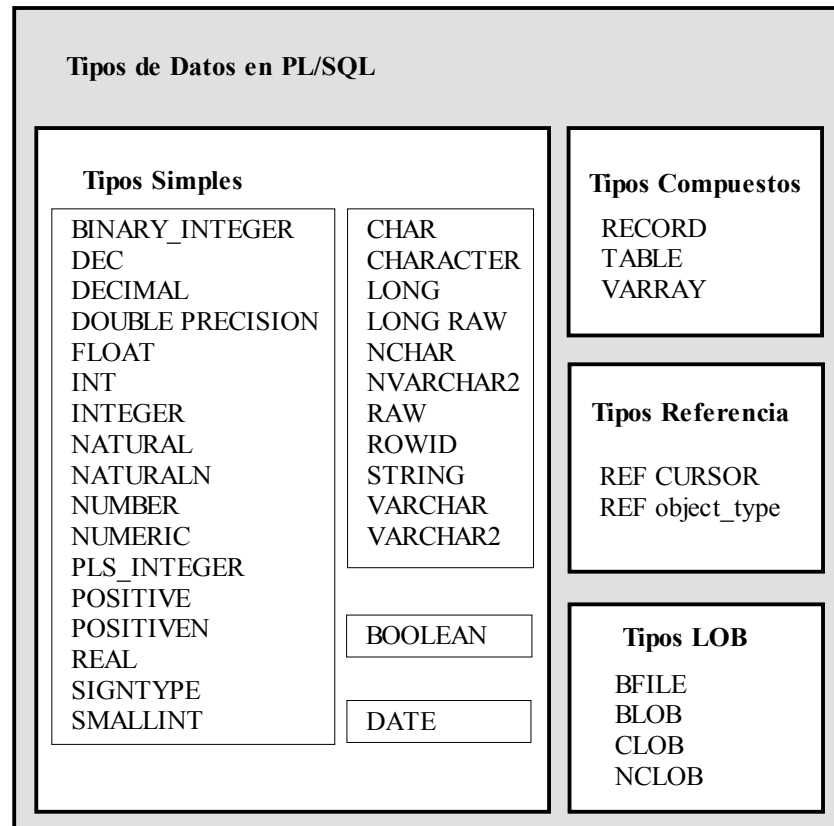 Tipos de Datos en PL/SQL
Tipos Simples
BINARY_INTEGER
DEC
DECIMAL
DOUBLE PRECISION
FLOAT
INT
INTEGER
NATURAL
NATURALN
NUMBER
NUMERIC
PLS_INTEGER
POSITIVE
POSITIVEN
REAL
SIGNTYPE
SMALLINT
CHAR
CHARACTER
LONG
LONG RAW
NCHAR
NVARCHAR2
RAW
ROWID
STRING
VARCHAR
VARCHAR2
BOOLEAN
DATE
Tipos Compuestos
RECORD
TABLE
VARRAY
Tipos Referencia
REF CURSOR
REF object_type
Tipos LOB
BFILE
BLOB
CLOB
NCLOB